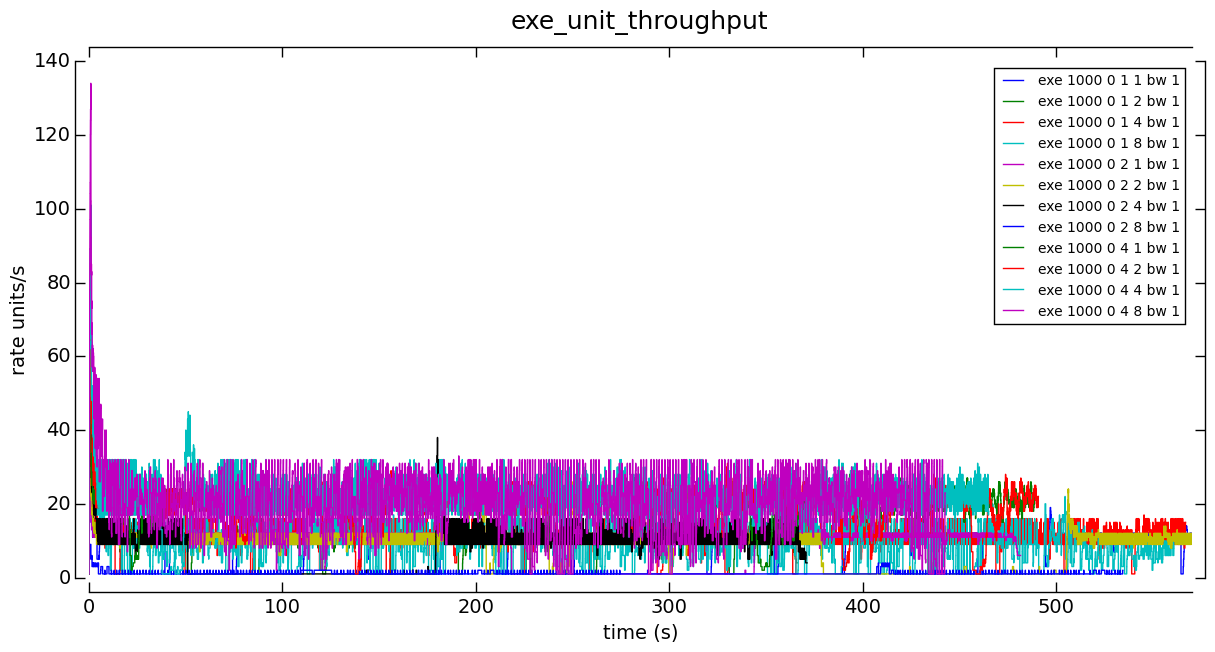 exe_unit_throughput
140
120
100
80
60
40
20
0
rate units/s
0 100 200 300 400 500
time (s)
exe 1000 0 1 1 bw 1
exe 1000 0 1 2 bw 1
exe 1000 0 1 4 bw 1
exe 1000 0 1 8 bw 1
exe 1000 0 2 1 bw 1
exe 1000 0 2 2 bw 1
exe 1000 0 2 4 bw 1
exe 1000 0 2 8 bw 1
exe 1000 0 4 1 bw 1
exe 1000 0 4 2 bw 1
exe 1000 0 4 4 bw 1
exe 1000 0 4 8 bw 1